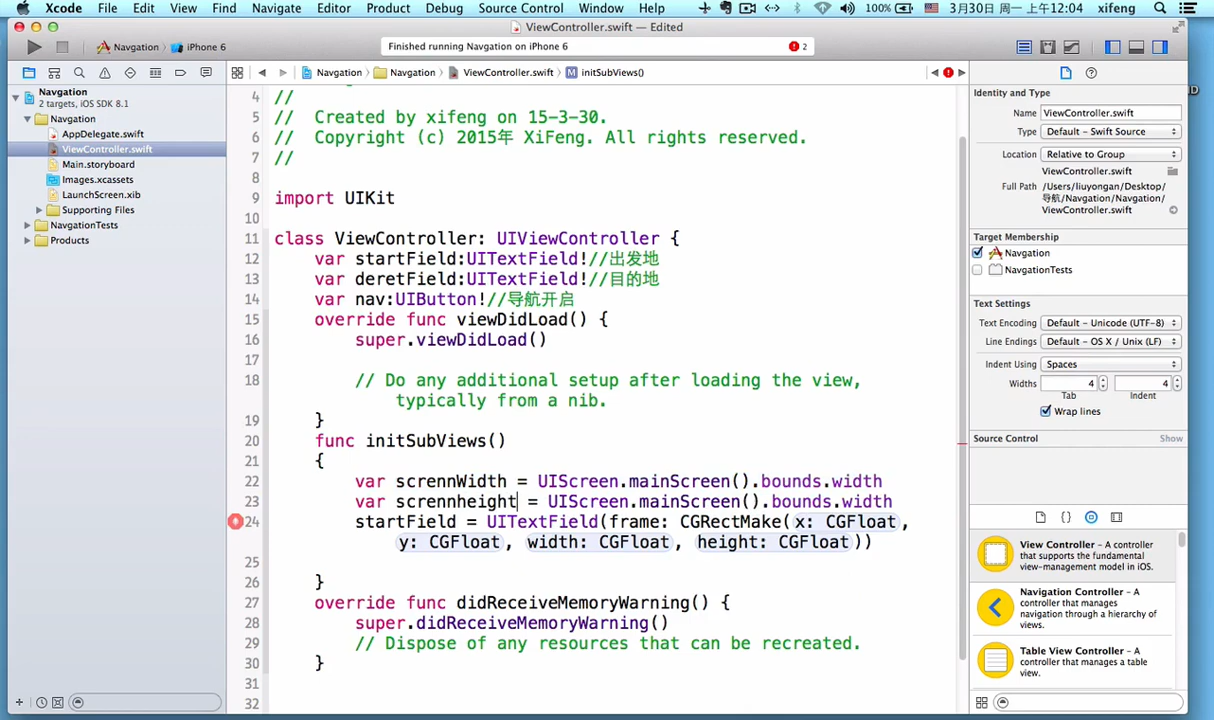 Xcode File Edit View Find Navigate Editor Product Debug Source Control Window Help 100% 3月30日 周一 上午12:04 xifeng
ViewController.swift — Edited
Navgation iPhone 6 Finished running Navgation on iPhone 6 2
Navgation Navgation ViewController.swift initSubViews()
Navgation
2 targets, iOS SDK 8.1
Navgation
AppDelegate.swift
ViewController.swift
Main.storyboard
Images.xcassets
LaunchScreen.xib
Supporting Files
NavgationTests
Products
4 //
5 // Created by xifeng on 15-3-30.
6 // Copyright (c) 2015年 XiFeng. All rights reserved.
7 //
8
9 import UIKit
10
11 class ViewController: UIViewController {
12 var startField:UITextField!//出发地
13 var deretField:UITextField!//目的地
14 var nav:UIButton!//导航开启
15 override func viewDidLoad() {
16 super.viewDidLoad()
17
18 // Do any additional setup after loading the view,
typically from a nib.
19 }
20 func initSubViews()
21 {
22 var scrennWidth = UIScreen.mainScreen().bounds.width
23 var scrennheight = UIScreen.mainScreen().bounds.width
24 startField = UITextField(frame: CGRectMake(x: CGFloat,
y: CGFloat, width: CGFloat, height: CGFloat))
25
26 }
27 override func didReceiveMemoryWarning() {
28 super.didReceiveMemoryWarning()
29 // Dispose of any resources that can be recreated.
30 }
31
32
Identity and Type
Name ViewController.swift
Type Default – Swift Source
Location Relative to Group
ViewController.swift
Full Path /Users/liuyongan/Desktop/
导航/Navgation/Navgation/
ViewController.swift
Target Membership
Navgation
NavgationTests
Text Settings
Text Encoding Default – Unicode (UTF-8)
Line Endings Default – OS X / Unix (LF)
Indent Using Spaces
Widths 4 4
Tab Indent
Wrap lines
Source Control Show
View Controller – A controller
that supports the fundamental
view-management model in iOS.
Navigation Controller – A
controller that manages
navigation through a hierarchy of
views.
Table View Controller – A
controller that manages a table
view.